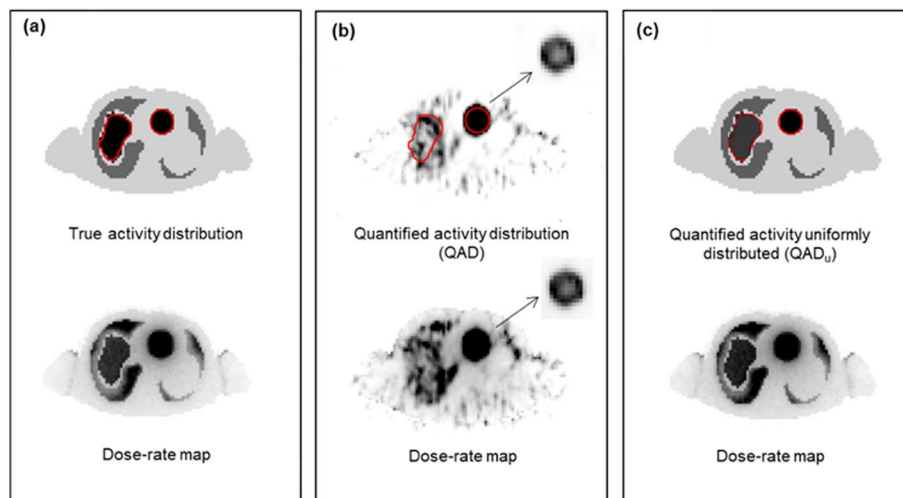 (a)
True activity distribution
Dose-rate map
(b)
Quantified activity distribution
(QAD)
Dose-rate map
(c)
Quantified activity uniformly
distributed (QADu)
Dose-rate map